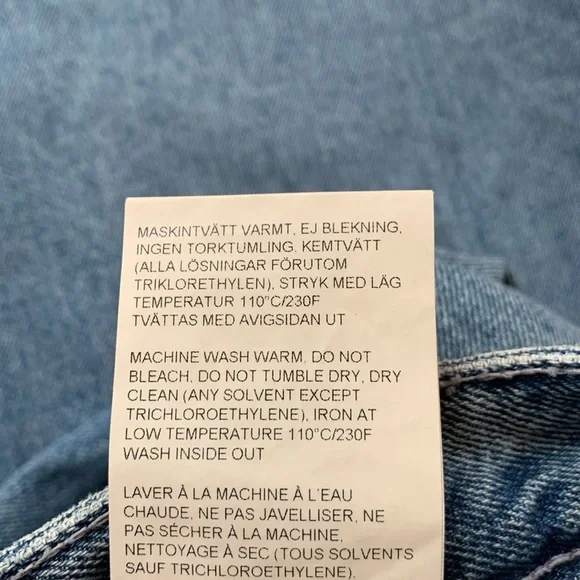 MASKINTVÄTT VARMT, EJ BLEKNING,
INGEN TORKTUMLING. KEMTVÄTT
(ALLA LÖSNINGAR FÖRUTOM
TRIKLORETHYLEN), STRYK MED LÄG
TEMPERATUR 110°C/230F
TVÄTTAS MED AVIGSIDAN UT
MACHINE WASH WARM, DO NOT
BLEACH, DO NOT TUMBLE DRY, DRY
CLEAN (ANY SOLVENT EXCEPT
TRICHLOROETHYLENE), IRON AT
LOW TEMPERATURE 110°C/230F
WASH INSIDE OUT
LAVER À LA MACHINE À L'EAU
CHAUDE, NE PAS JAVELLISER, NE
PAS SÉCHER À LA MACHINE,
NETTOYAGE À SEC (TOUS SOLVENTS
SAUF TRICHLOROETHYLENE),